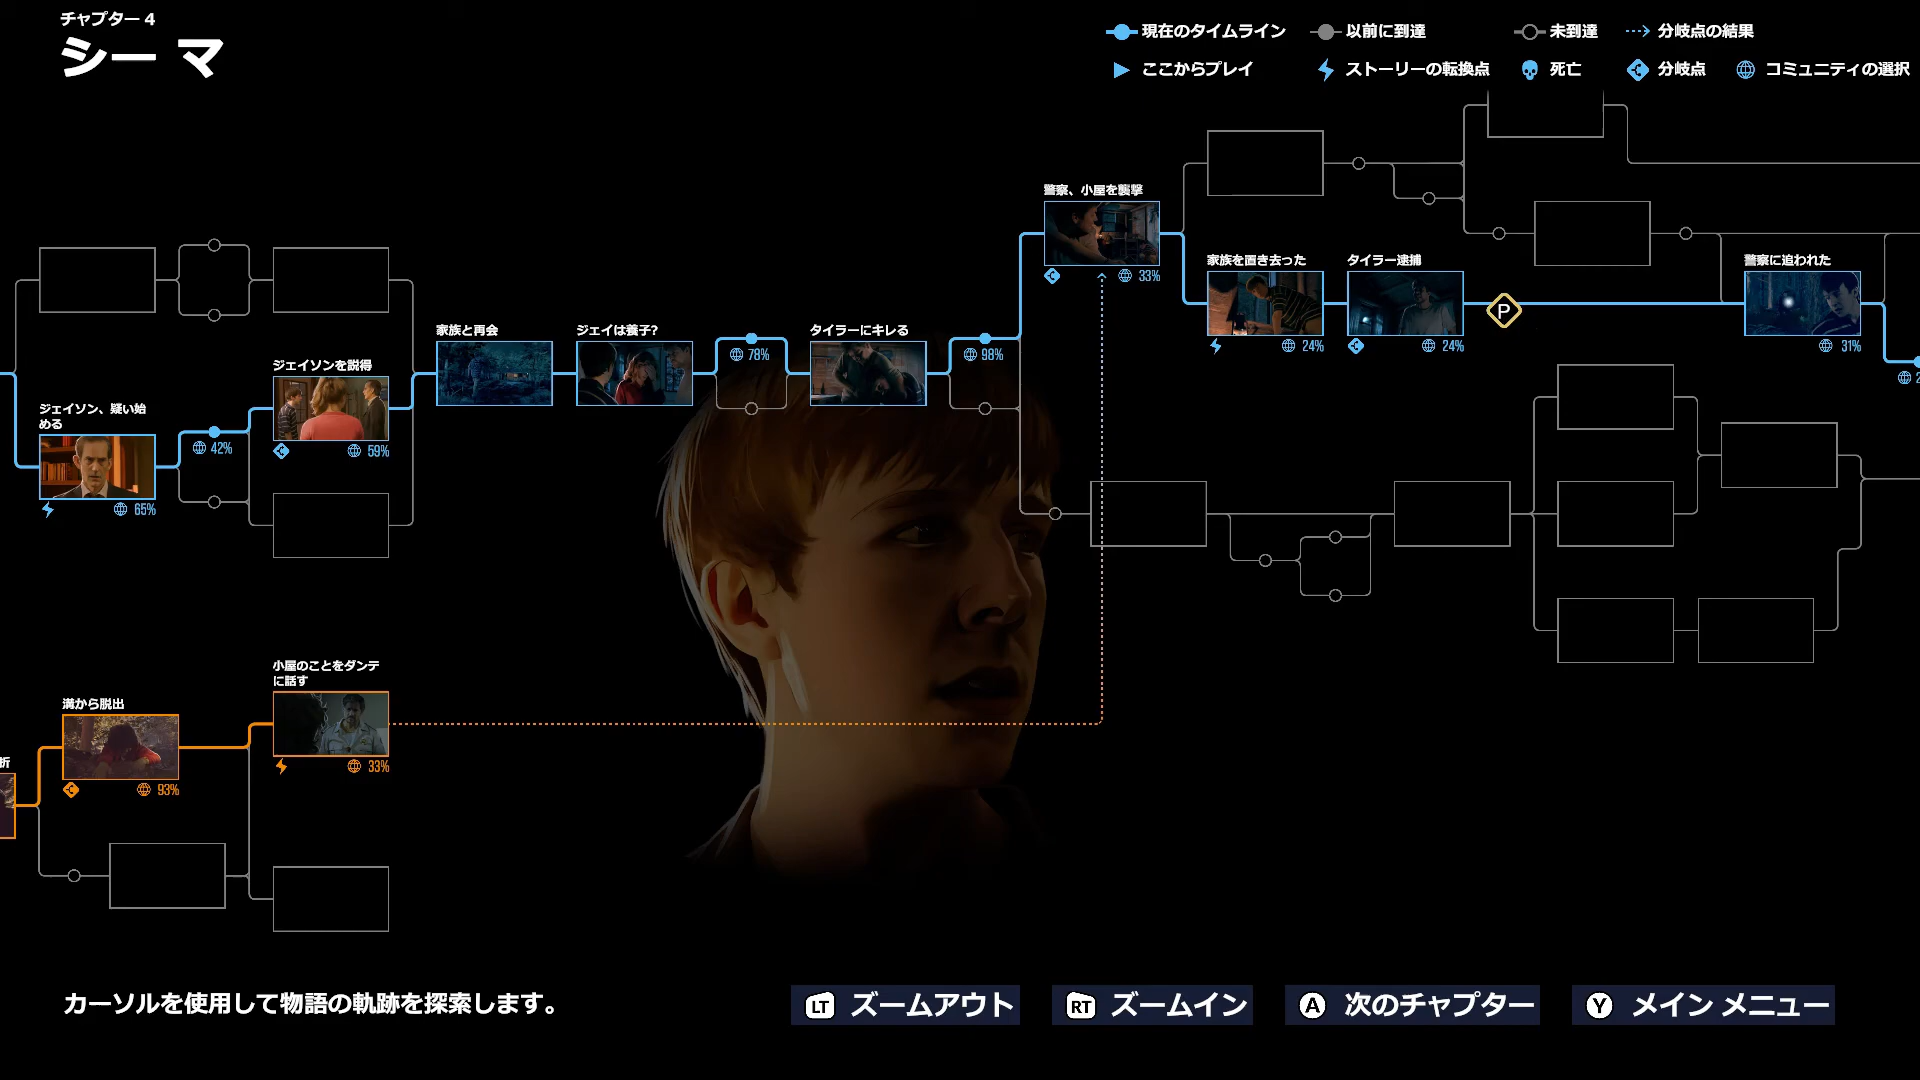 チャプター 4
シーマ
現在のタイムライン
以前に到達
未到達
分岐点の結果
ここからプレイ
ストーリーの転換点
死亡
分岐点
コミュニティの選択
警察、小屋を襲撃
33%
家族を置き去った
24%
タイラー逮捕
24%
P
警察に追われた
31%
2
家族と再会
ジェイは養子?
78%
タイラーにキレる
98%
ジェイソンを説得
59%
ジェイソン、疑い始
める
65%
42%
小屋のことをダンテ
に話す
33%
溝から脱出
93%
折
カーソルを使用して物語の軌跡を探索します。
LT ズームアウト
RT ズームイン
A 次のチャプター
Y メイン メニュー